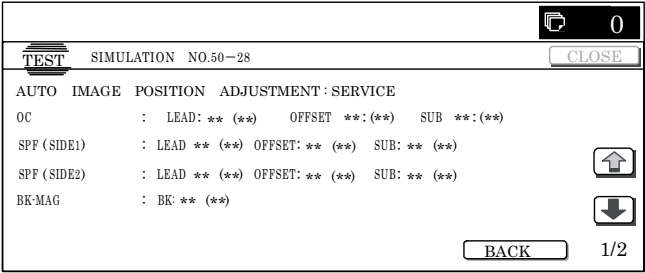 0
TEST SIMULATION NO.50-28 CLOSE
AUTO IMAGE POSITION ADJUSTMENT : SERVICE
OC : LEAD: ** (**) OFFSET **: (**) SUB **: (**)
SPF (SIDE1) : LEAD ** (**) OFFSET: ** (**) SUB: ** (**)
SPF (SIDE2) : LEAD ** (**) OFFSET: ** (**) SUB: ** (**)
BK-MAG : BK: ** (**)
BACK 1/2